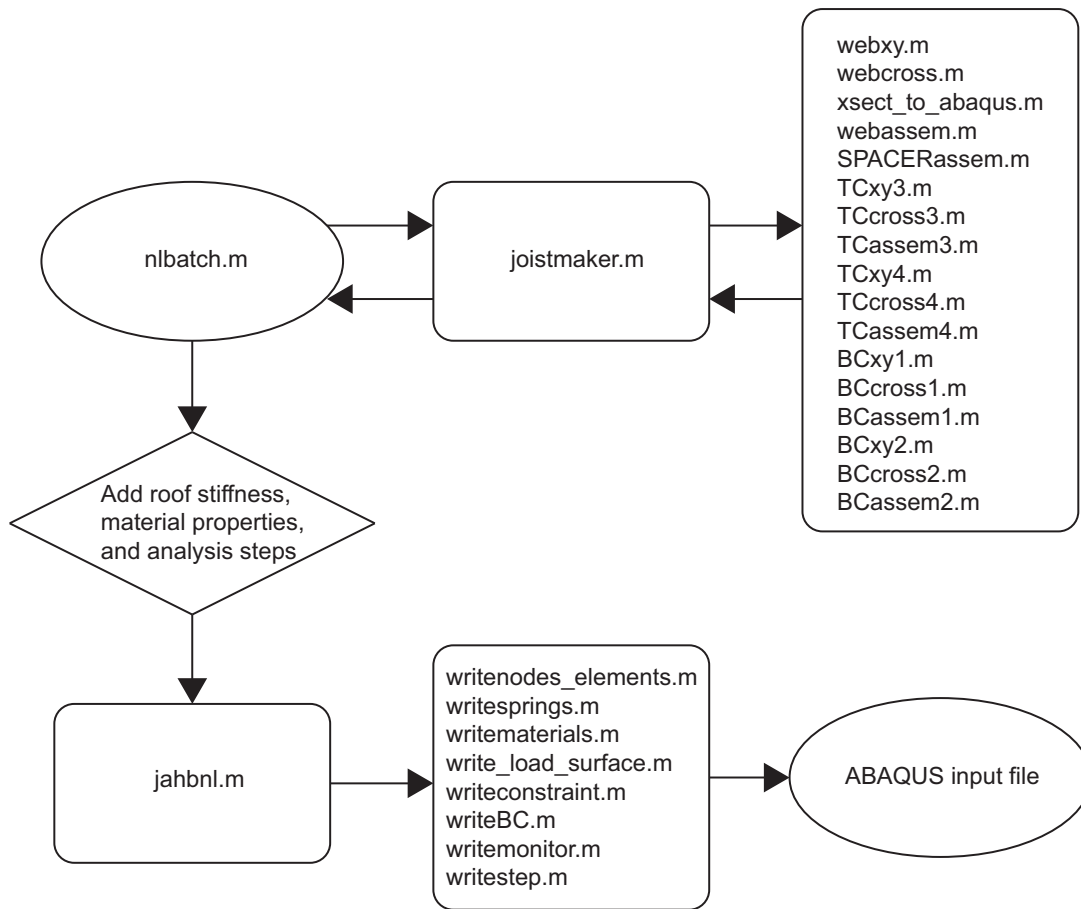 nlbatch.m
joistmaker.m
webxy.m
webcross.m
xsect_to_abaqus.m
webassem.m
SPACERassem.m
TCxy3.m
TCcross3.m
TCassem3.m
TCxy4.m
TCcross4.m
TCassem4.m
BCxy1.m
BCcross1.m
BCassem1.m
BCxy2.m
BCcross2.m
BCassem2.m
Add roof stiffness,
material properties,
and analysis steps
jahbnl.m
writenodes_elements.m
writesprings.m
writematerials.m
write_load_surface.m
writeconstraint.m
writeBC.m
writemonitor.m
writestep.m
ABAQUS input file